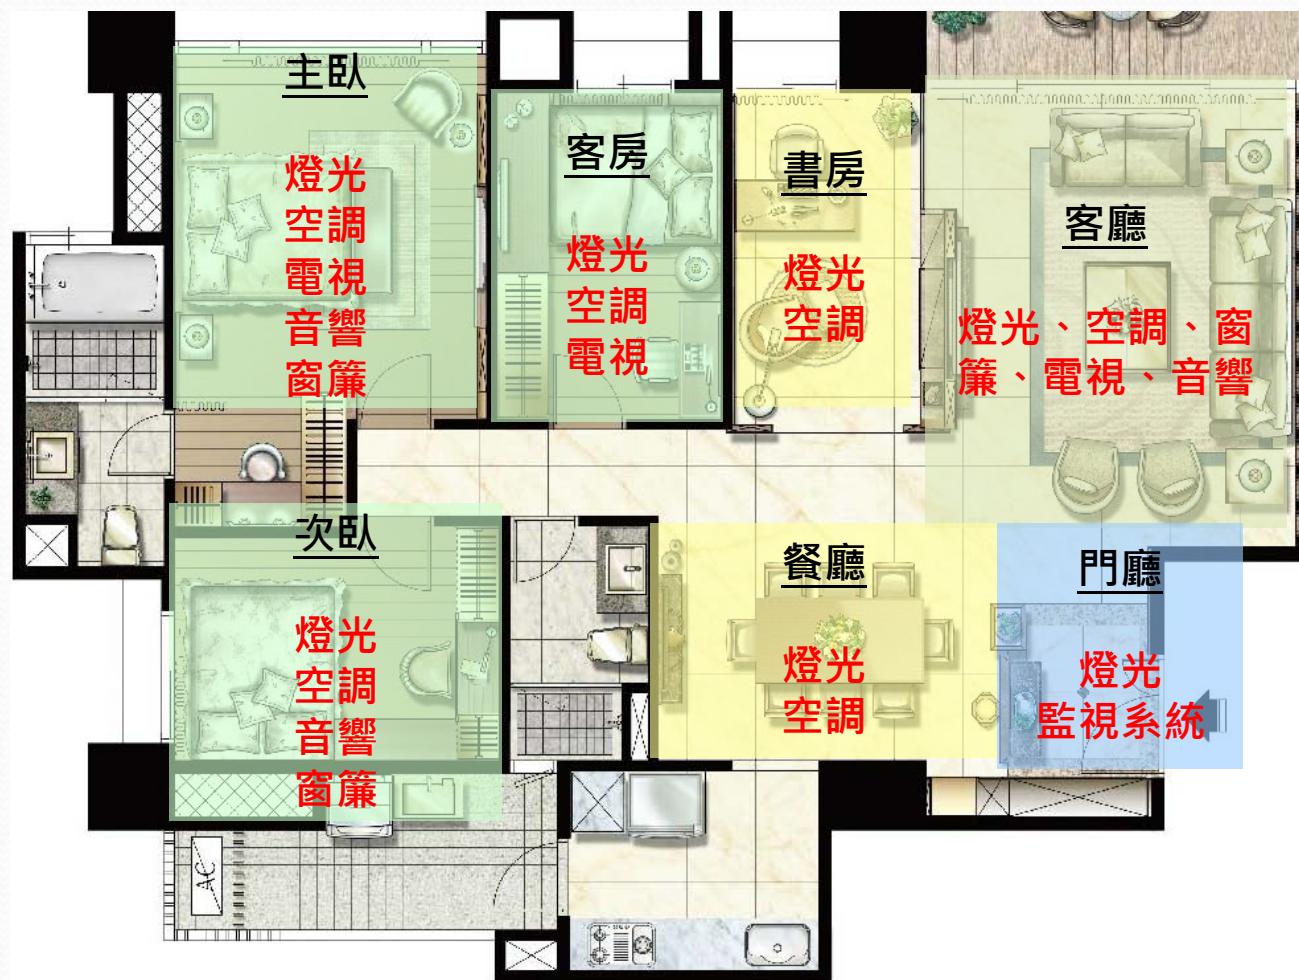 主臥
燈光
空調
電視
音響
窗簾
客房
燈光
空調
電視
書房
燈光
空調
客廳
燈光、空調、窗
簾、電視、音響
次臥
燈光
空調
音響
窗簾
餐廳
燈光
空調
門廳
燈光
監視系統
AC